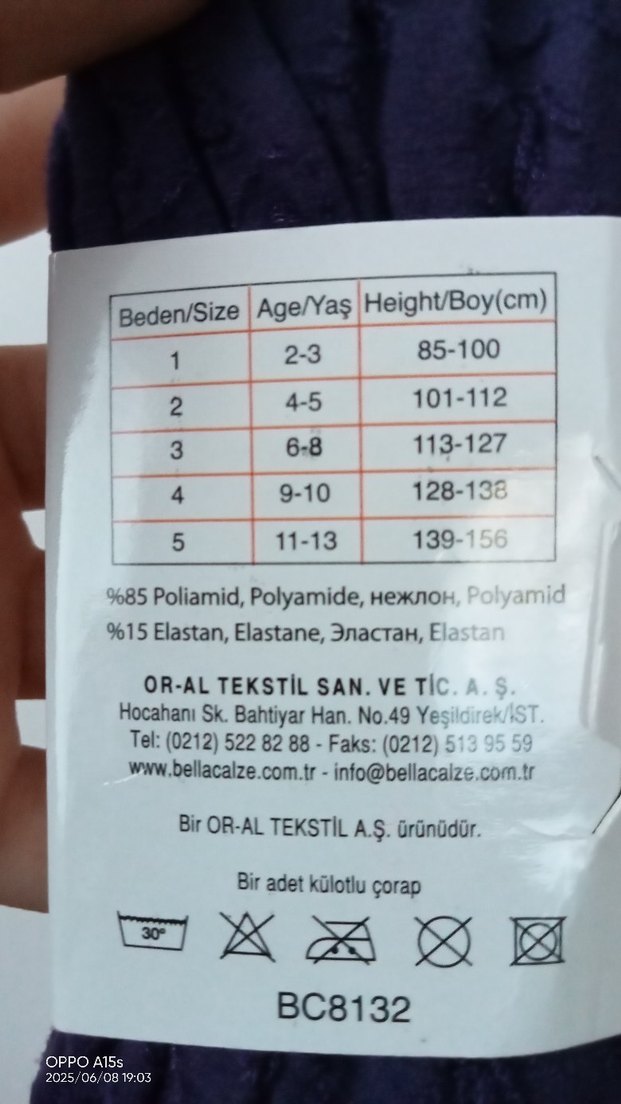 Beden/Size Age/Yaş Height/Boy(cm)
1 2-3 85-100
2 4-5 101-112
3 6-8 113-127
4 9-10 128-138
5 11-13 139-156
%85 Poliamid, Polyamide, нежлон, Polyamid
%15 Elastan, Elastane, Эластан, Elastan
OR-AL TEKSTİL SAN. VE TİC. A. Ş.
Hocahanı Sk. Bahtiyar Han. No.49 Yeşildirek/İST.
Tel: (0212) 522 82 88 - Faks: (0212) 513 95 59
www.bellacalze.com.tr - info@bellacalze.com.tr
Bir OR-AL TEKSTİL A.Ş. ürünüdür.
Bir adet külotlu çorap
30°
BC8132
OPPO A15s
2025/06/08 19:03